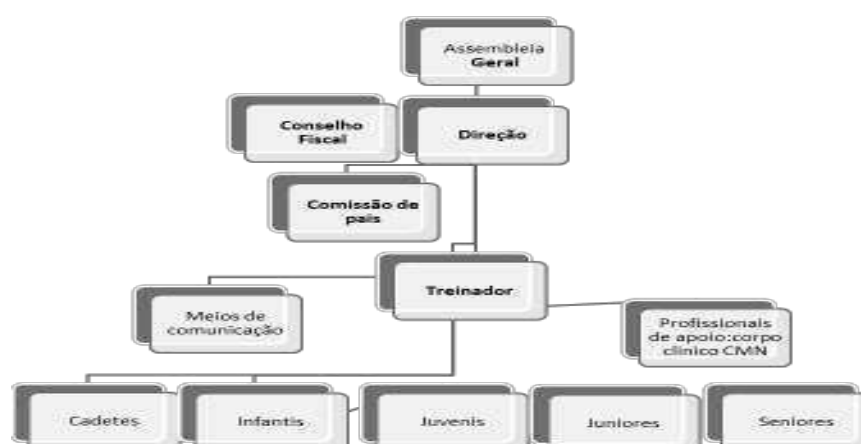 Assembleia
Geral
Conselho
Fiscal
Direção
Comissão de
pais
Treinador
Meios de
comunicação
Profissionais
de apoio:corpo
clínico CMN
Cadetes
Infantis
Juvenis
Juniores
Seniores